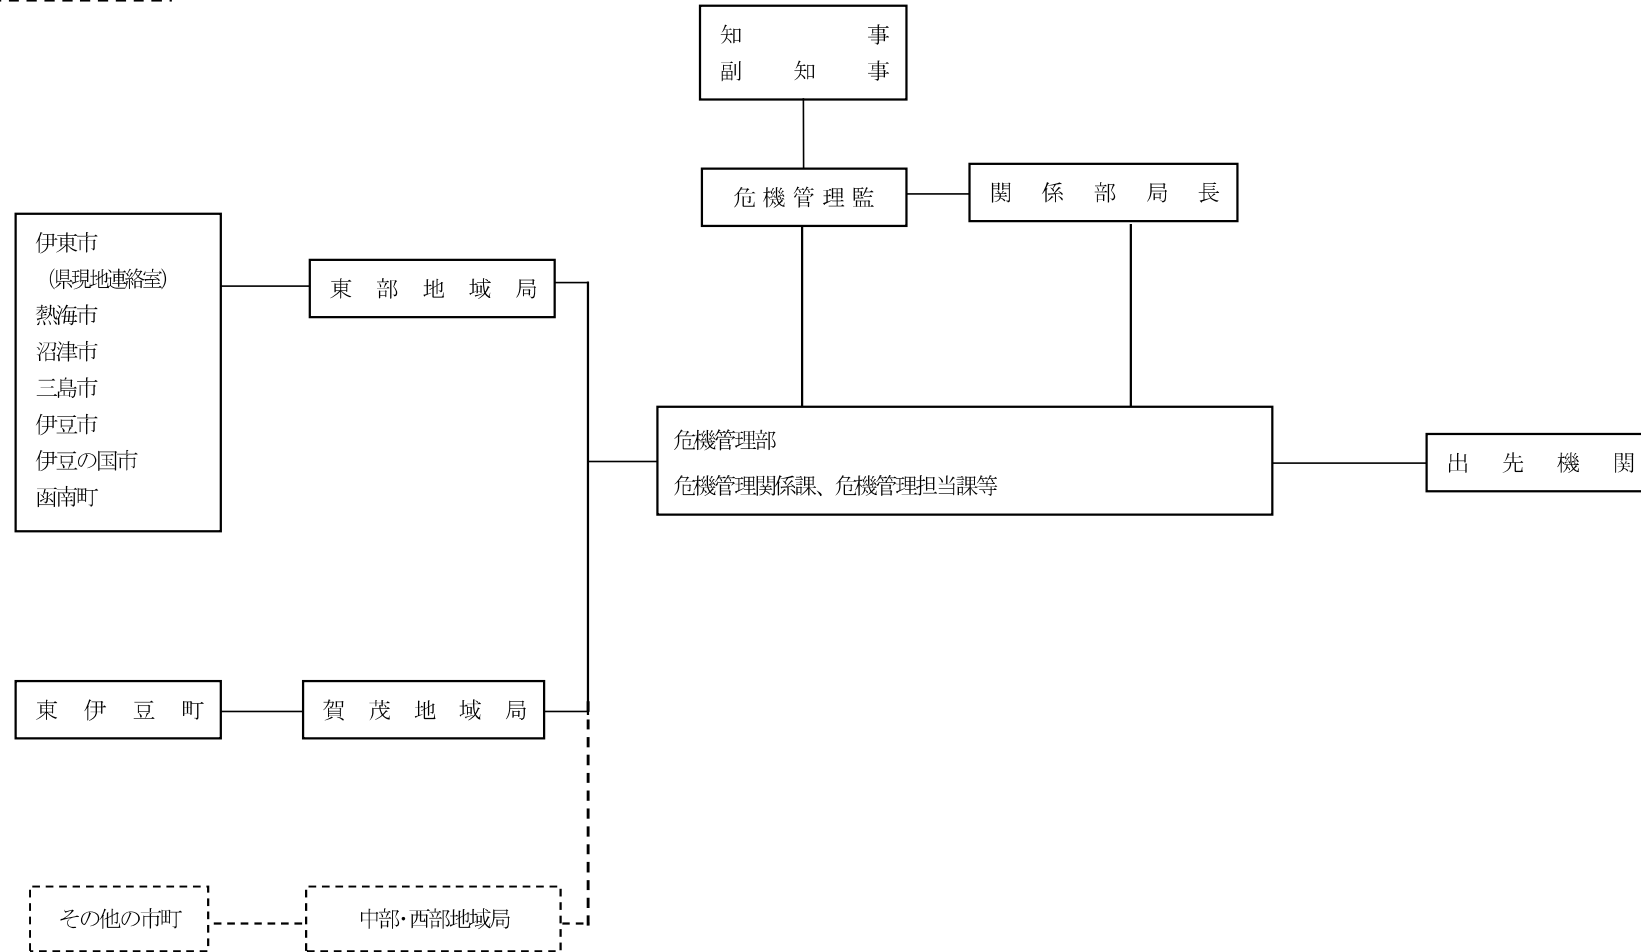 知事
副知事
危機管理監
関係部局長
伊東市
（県現地連絡室）
熱海市
沼津市
三島市
伊豆市
伊豆の国市
函南町
東部地域局
危機管理部
危機管理関係課、危機管理担当課等
出先機関
東伊豆町
賀茂地域局
その他の市町
中部・西部地域局